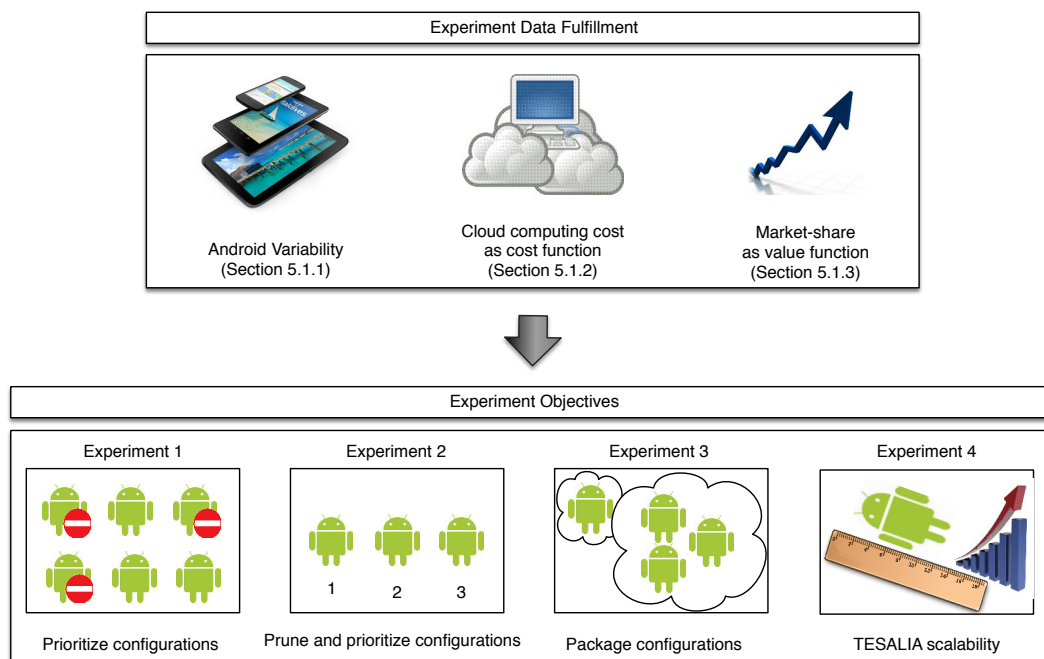 Experiment Data Fulfillment
Android Variability
(Section 5.1.1)
Cloud computing cost
as cost function
(Section 5.1.2)
Market-share
as value function
(Section 5.1.3)
Experiment Objectives
Experiment 1
Experiment 2
Experiment 3
Experiment 4
1
2
3
Prioritize configurations
Prune and prioritize configurations
Package configurations
TESALIA scalability